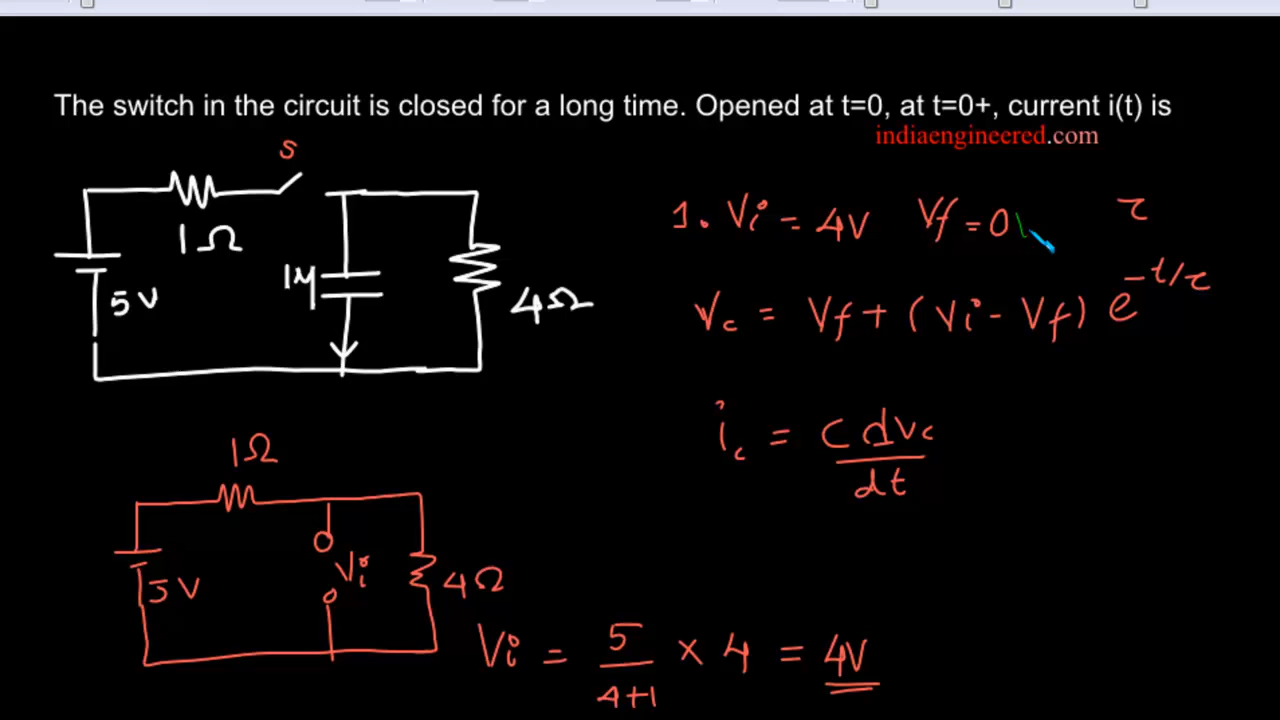 The switch in the circuit is closed for a long time. Opened at t=0, at t=0+, current i(t) is
indiaengineered.com
S
1Ω
5V
1μ
4Ω
1. Vi = 4V Vf = 0V τ
Vc = Vf + (Vi - Vf) e^-t/τ
ic = C dvc
dt
1Ω
5V
Vi
4Ω
Vi = 5 × 4 = 4V
4+1